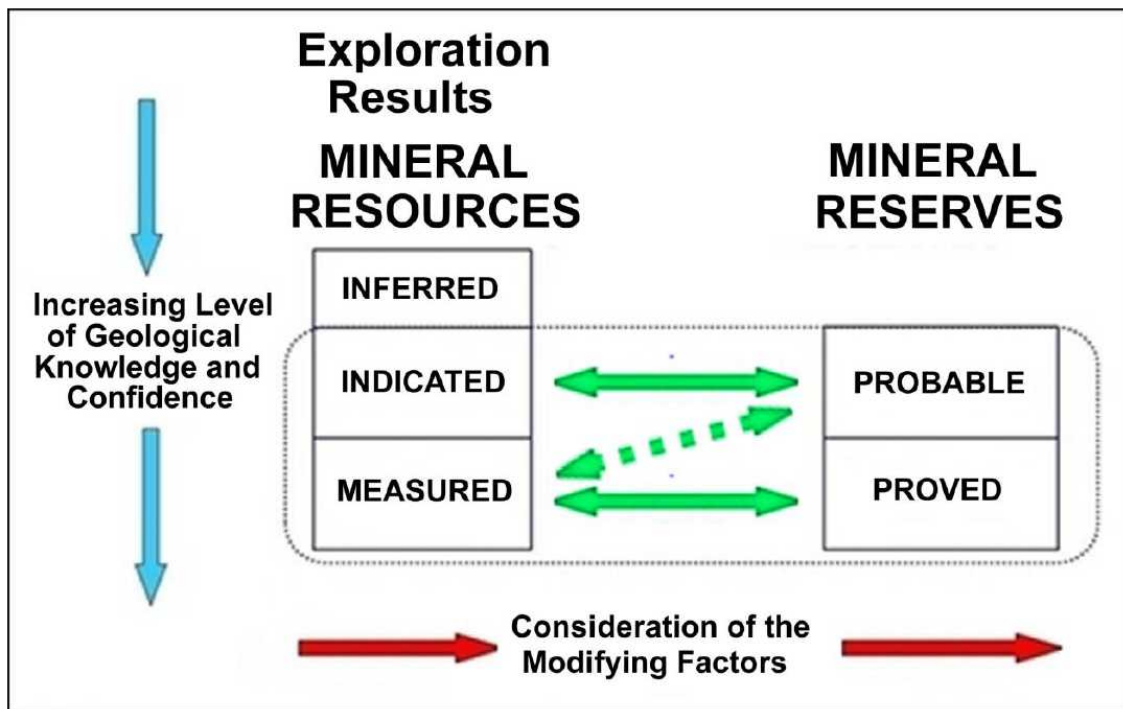 Exploration
Results
MINERAL
RESOURCES
MINERAL
RESERVES
Increasing Level
of Geological
Knowledge and
Confidence
INFERRED
INDICATED
MEASURED
PROBABLE
PROVED
Consideration of the
Modifying Factors